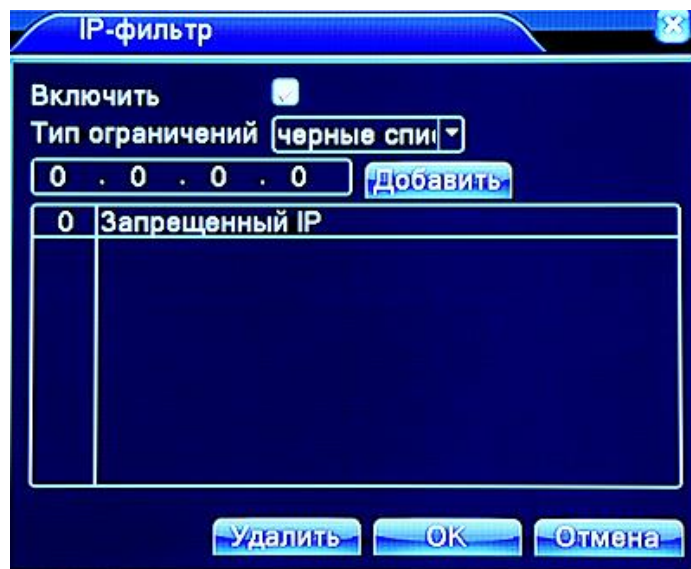 IP-фильтр
Включить
Тип ограничений черные спи
0 . 0 . 0 . 0 Добавить
0 Запрещенный IP
Удалить OK Отмена